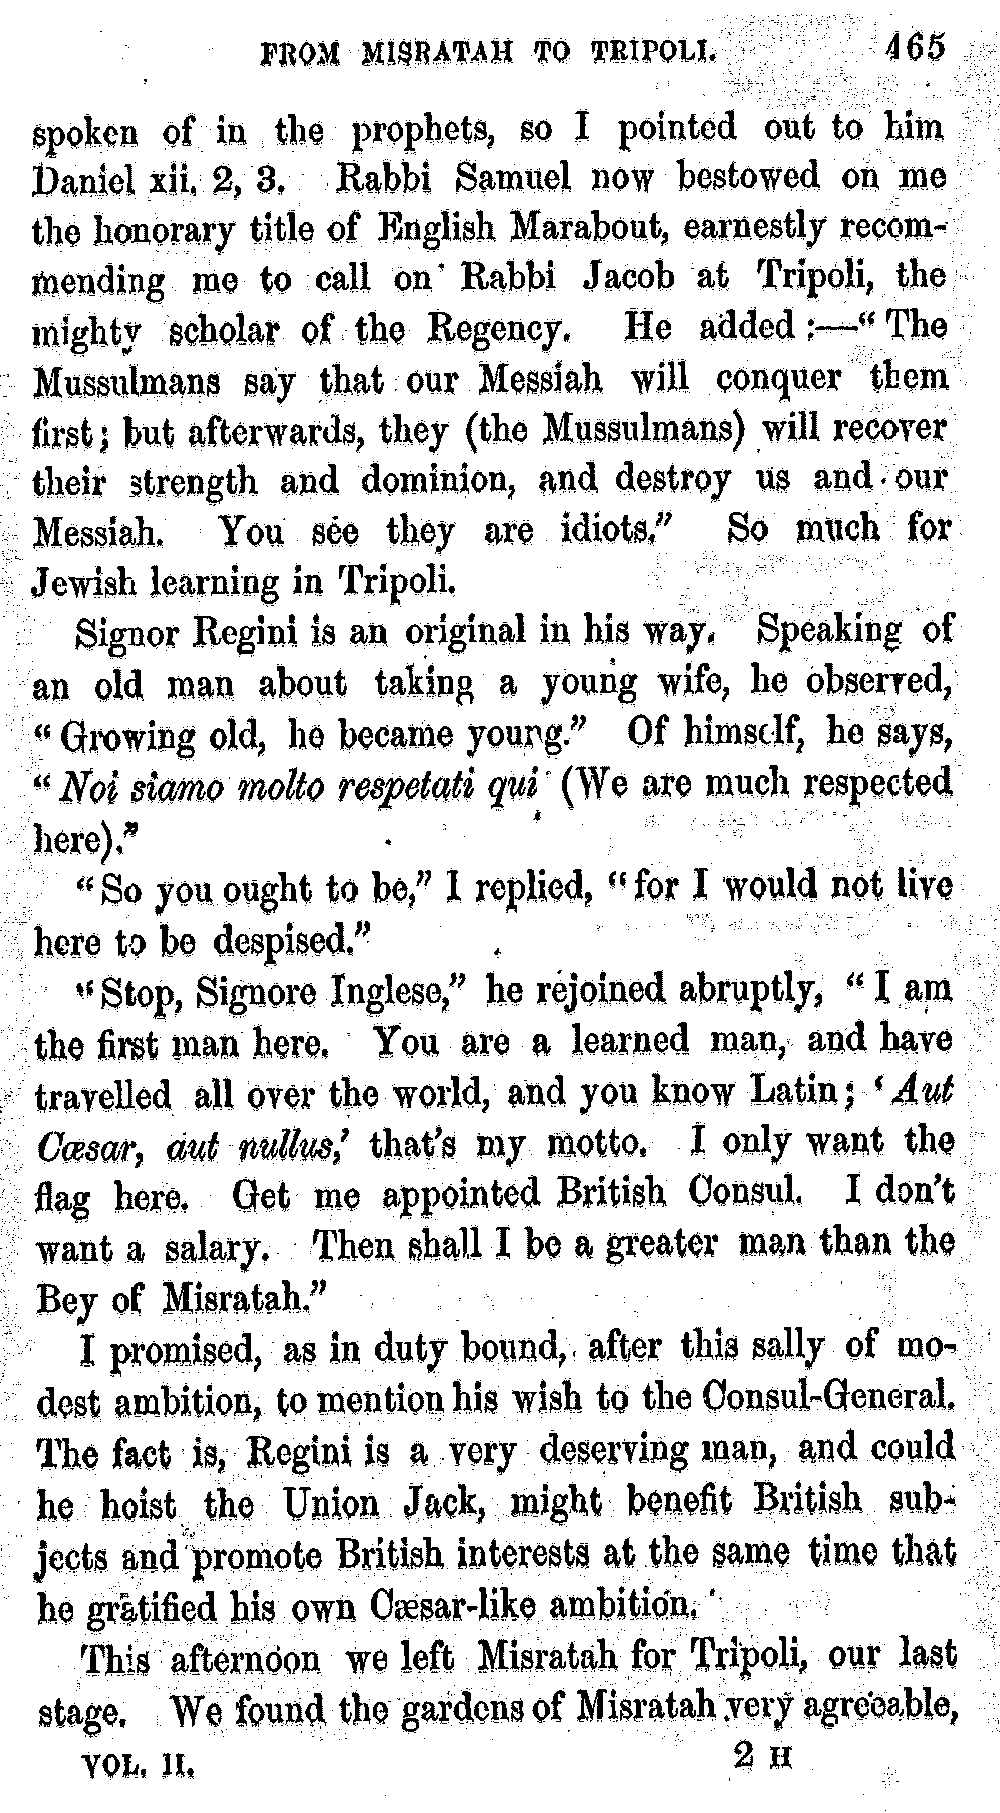 FROM MISRATAH TO TRIPOLI. 465
spoken of in the prophets, so I pointed out to him
Daniel xii. 2, 3. Rabbi Samuel now bestowed on me
the honorary title of English Marabout, earnestly recom-
mending me to call on Rabbi Jacob at Tripoli, the
mighty scholar of the Regency. He added:—“The
Mussulmans say that our Messiah will conquer them
first; but afterwards, they (the Mussulmans) will recover
their strength and dominion, and destroy us and our
Messiah. You see they are idiots.” So much for
Jewish learning in Tripoli.
Signor Regini is an original in his way. Speaking of
an old man about taking a young wife, he observed,
“Growing old, he became young.” Of himself, he says,
“Noi siamo molto respetati qui (We are much respected
here).”
“So you ought to be,” I replied, “for I would not live
here to be despised.”
“Stop, Signore Inglese,” he rejoined abruptly, “I am
the first man here. You are a learned man, and have
travelled all over the world, and you know Latin; ‘Aut
Cæsar, aut nullus,’ that’s my motto. I only want the
flag here. Get me appointed British Consul. I don’t
want a salary. Then shall I be a greater man than the
Bey of Misratah.”
I promised, as in duty bound, after this sally of mo-
dest ambition, to mention his wish to the Consul-General.
The fact is, Regini is a very deserving man, and could
he hoist the Union Jack, might benefit British sub-
jects and promote British interests at the same time that
he gratified his own Cæsar-like ambition.
This afternoon we left Misratah for Tripoli, our last
stage. We found the gardens of Misratah very agreeable,
VOL. II. 2 H